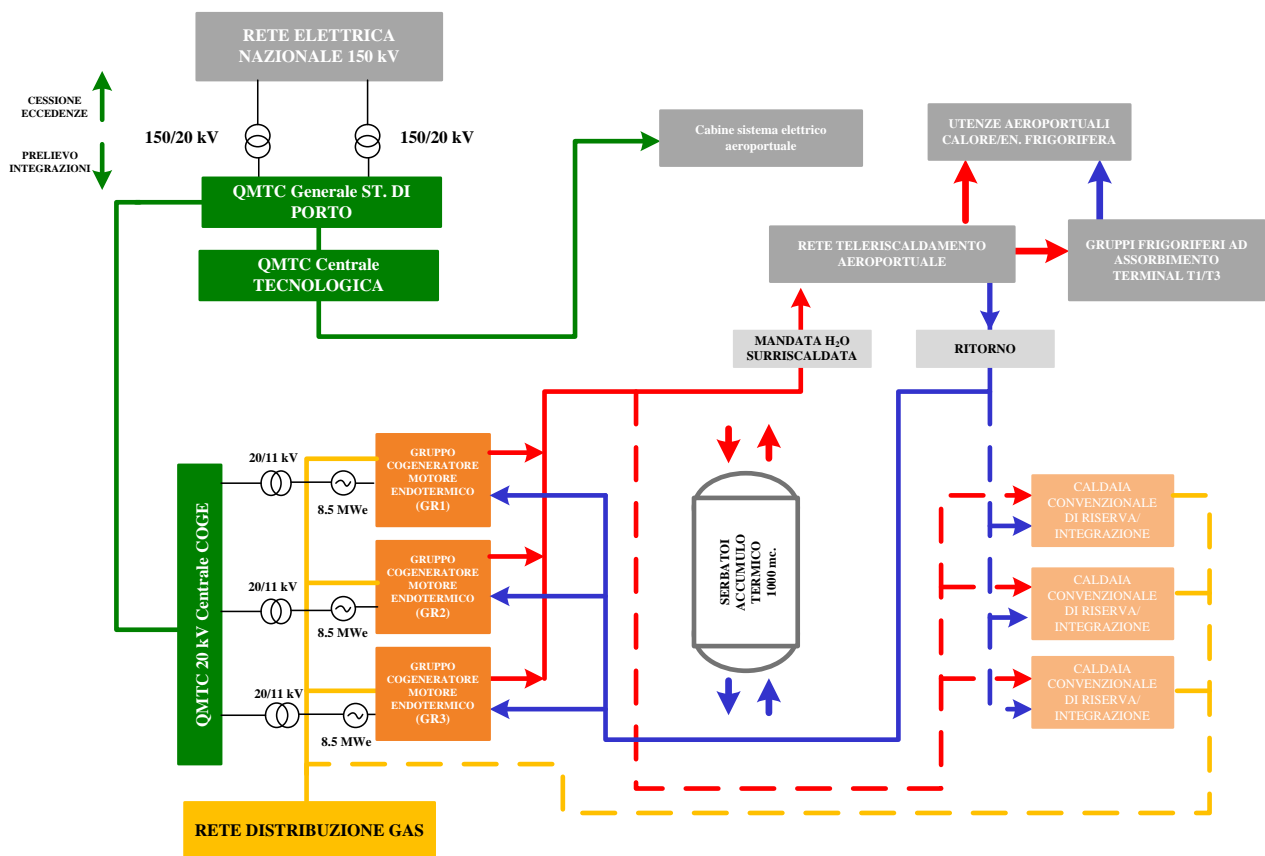 RETE ELETTRICA
NAZIONALE 150 kV
CESSIONE
ECCEDENZE
PRELIEVO
INTEGRAZIONI
150/20 kV
150/20 kV
QMTC Generale ST. DI
PORTO
QMTC Centrale
TECNOLOGICA
Cabine sistema elettrico
aeroportuale
UTENZE AEROPORTUALI
CALORE/EN. FRIGORIFERA
RETE TELERISCALDAMENTO
AEROPORTUALE
GRUPPI FRIGORIFERI AD
ASSORBIMENTO
TERMINAL T1/T3
MANDATA H₂O
SURRISCALDATA
RITORNO
QMTC 20 kV Centrale COGE
20/11 kV
8.5 MWe
GRUPPO
COGENERATORE
MOTORE
ENDOTERMICO
(GR1)
20/11 kV
8.5 MWe
GRUPPO
COGENERATORE
MOTORE
ENDOTERMICO
(GR2)
20/11 kV
8.5 MWe
GRUPPO
COGENERATORE
MOTORE
ENDOTERMICO
(GR3)
SERBATOI
ACCUMULO
TERMICO
1000 mc.
CALDAIA
CONVENZIONALE
DI RISERVA/
INTEGRAZIONE
CALDAIA
CONVENZIONALE
DI RISERVA/
INTEGRAZIONE
CALDAIA
CONVENZIONALE
DI RISERVA/
INTEGRAZIONE
RETE DISTRIBUZIONE GAS